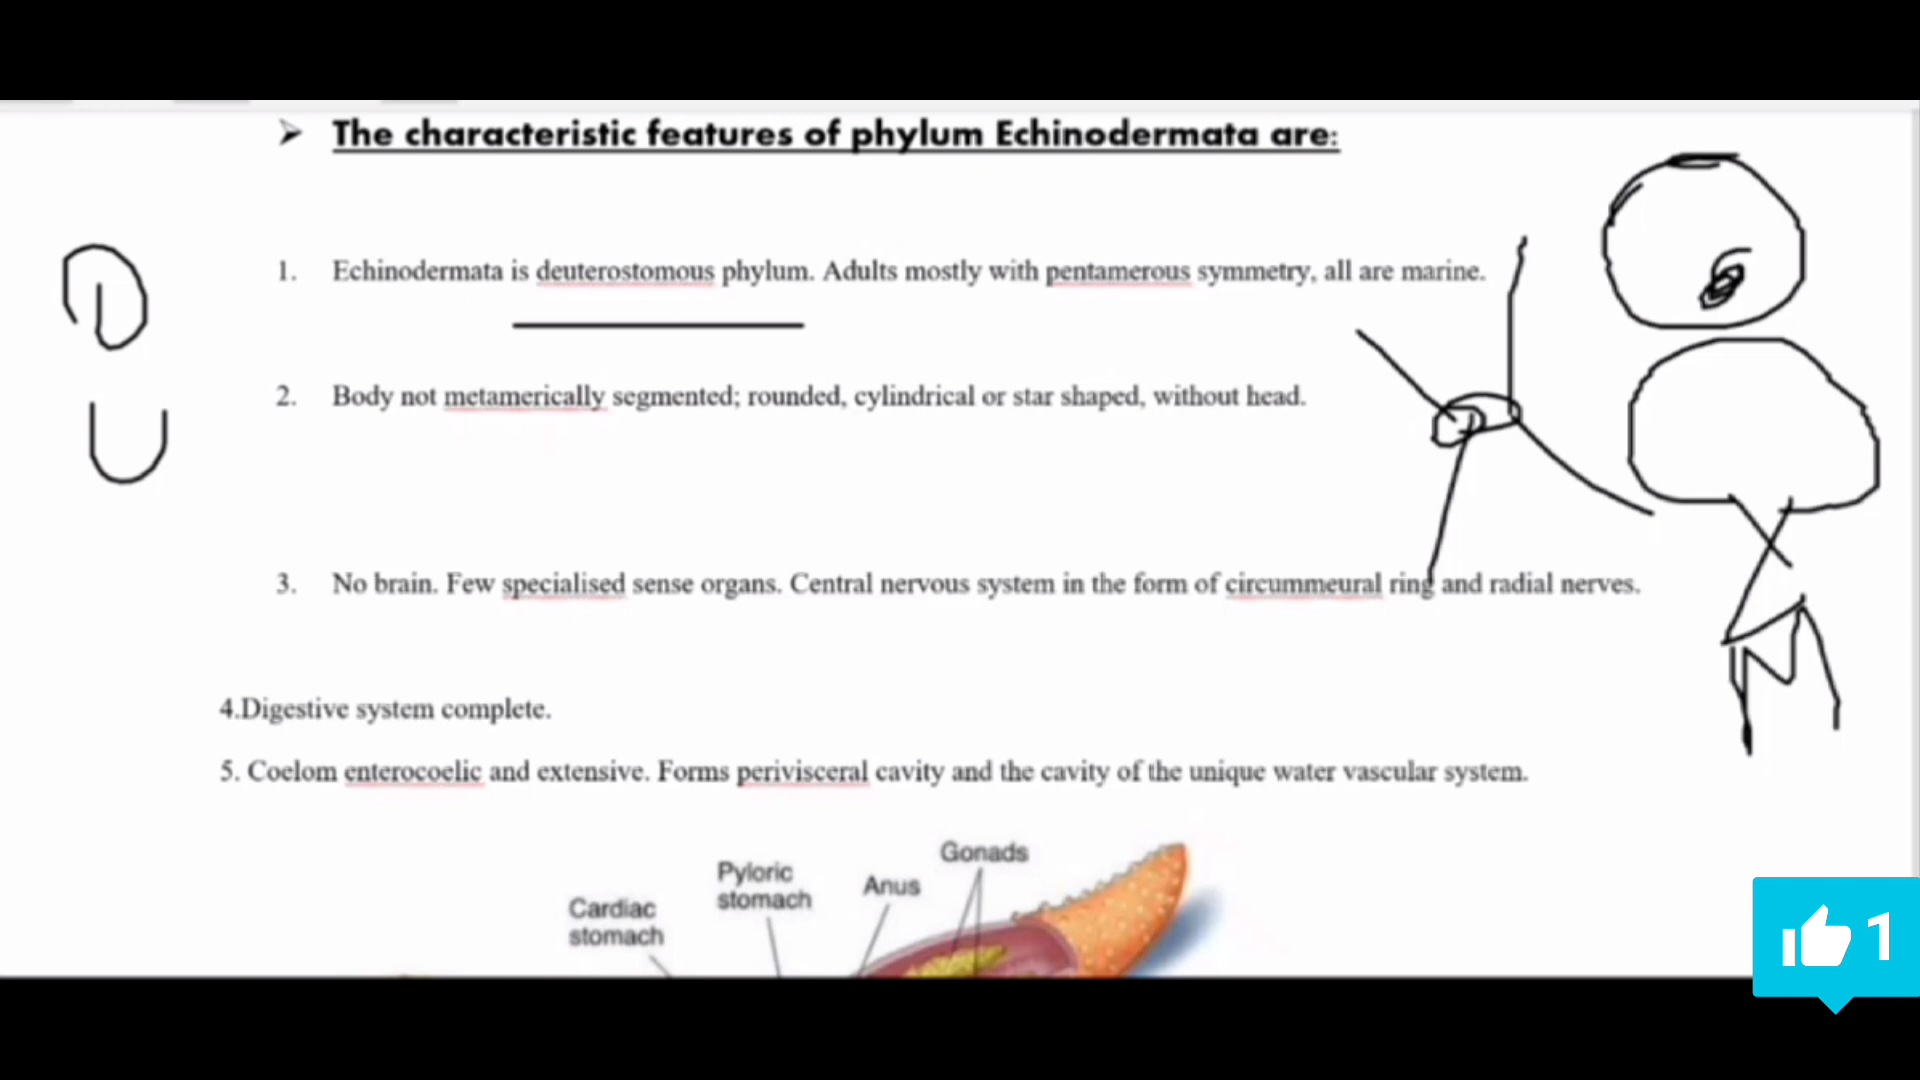 ➤ The characteristic features of phylum Echinodermata are:
1. Echinodermata is deuterostomous phylum. Adults mostly with pentamerous symmetry, all are marine.
2. Body not metamerically segmented; rounded, cylindrical or star shaped, without head.
3. No brain. Few specialised sense organs. Central nervous system in the form of circummeural ring and radial nerves.
4.Digestive system complete.
5. Coelom enterocoelic and extensive. Forms perivisceral cavity and the cavity of the unique water vascular system.
Gonads
Pyloric
stomach
Anus
Cardiac
stomach
1